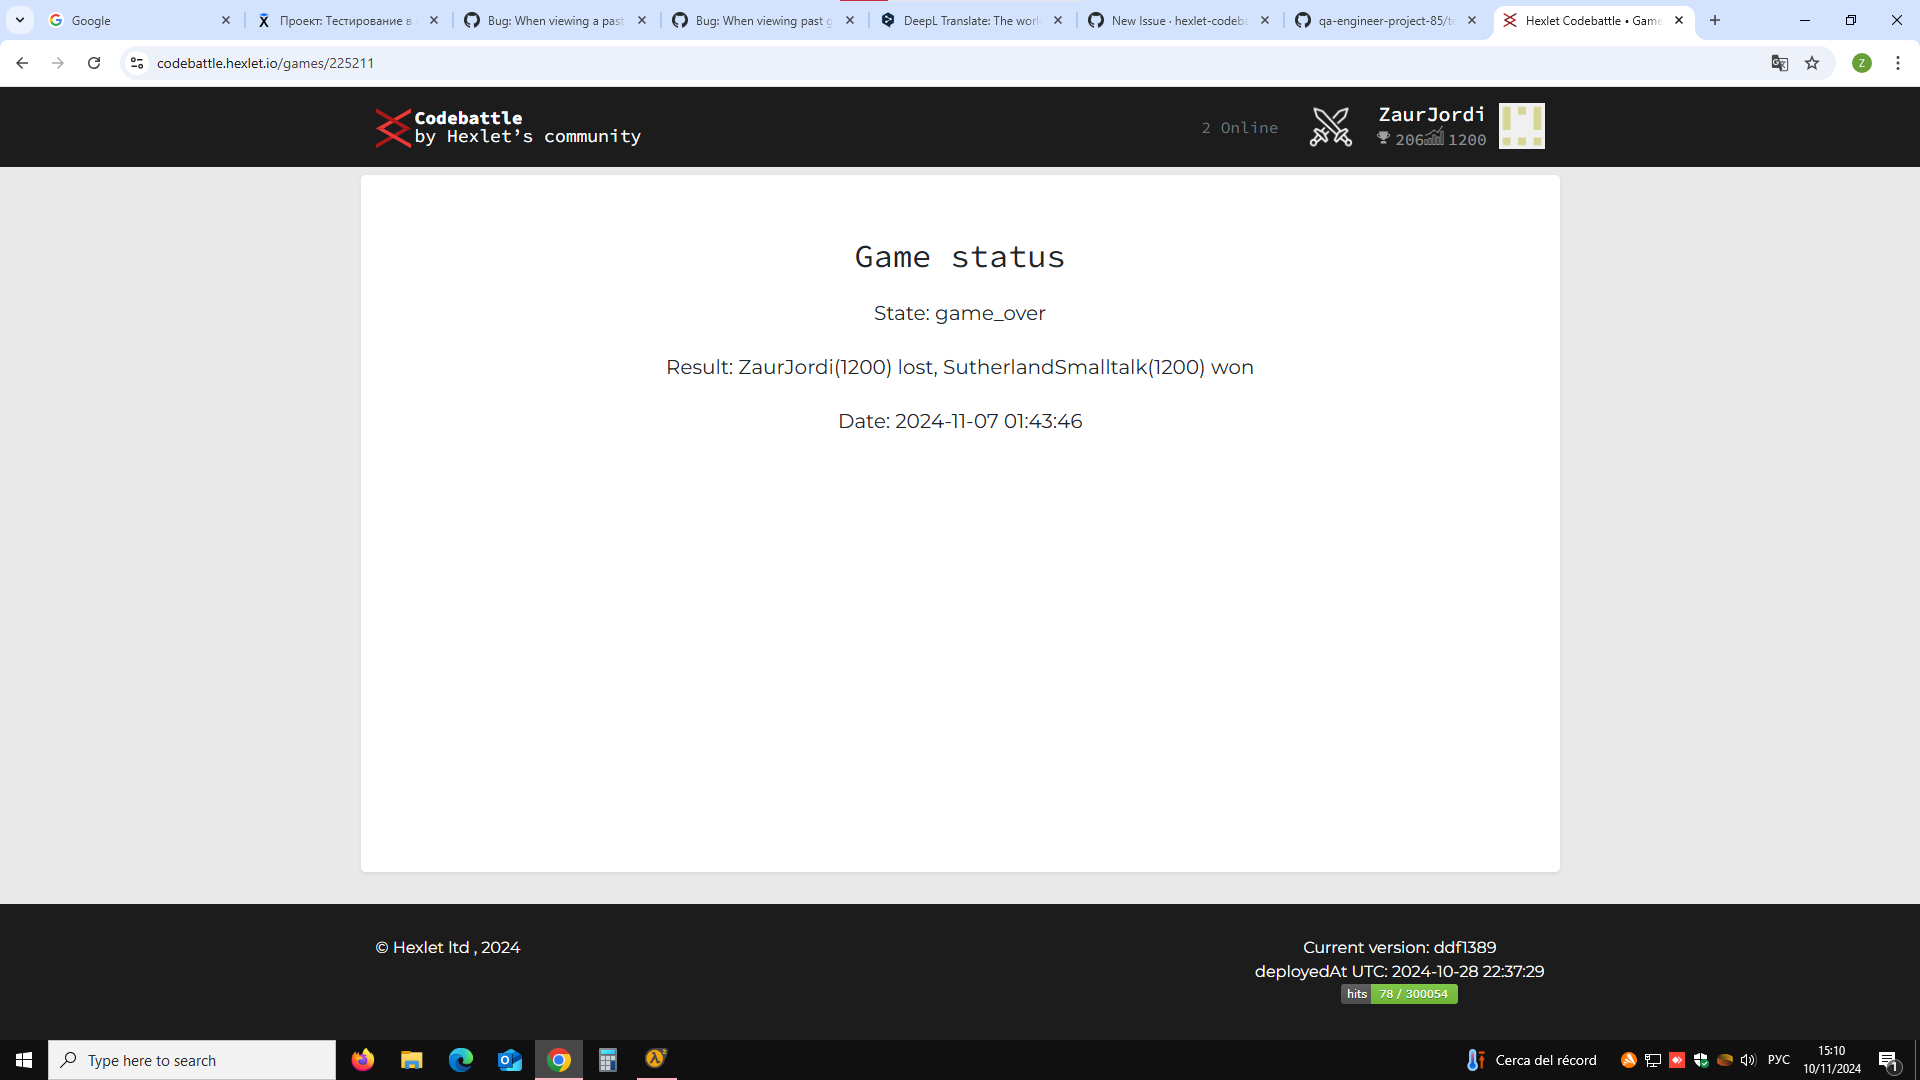 Google
Проект: Тестирование в
Bug: When viewing a past
Bug: When viewing past g
DeepL Translate: The worl
New Issue · hexlet-codeba
qa-engineer-project-85/te
Hexlet Codebattle • Game
codebattle.hexlet.io/games/225211
Z
Codebattle
by Hexlet’s community
2 Online
ZaurJordi
206 1200
Game status
State: game_over
Result: ZaurJordi(1200) lost, SutherlandSmalltalk(1200) won
Date: 2024-11-07 01:43:46
© Hexlet ltd , 2024
Current version: ddf1389
deployedAt UTC: 2024-10-28 22:37:29
hits 78 / 300054
Type here to search
Cerca del récord
РУС
15:10
10/11/2024
1